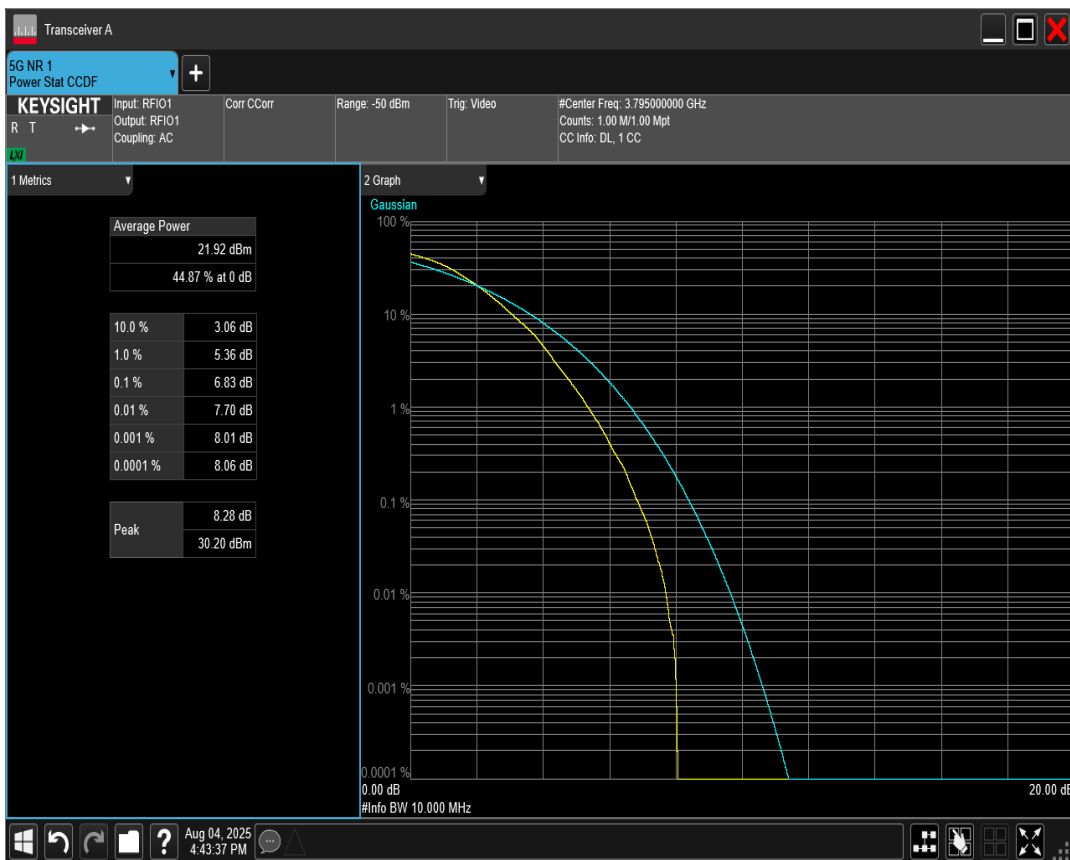 Transceiver A
5G NR 1
Power Stat CCDF
+
KEYSIGHT
R T
LXI
Input: RFIO1
Output: RFIO1
Coupling: AC
Corr CCorr
Range: -50 dBm
Trig: Video
#Center Freq: 3.795000000 GHz
Counts: 1.00 M/1.00 Mpt
CC Info: DL, 1 CC
1 Metrics
Average Power
21.92 dBm
44.87 % at 0 dB
10.0 % 3.06 dB
1.0 % 5.36 dB
0.1 % 6.83 dB
0.01 % 7.70 dB
0.001 % 8.01 dB
0.0001 % 8.06 dB
Peak
8.28 dB
30.20 dBm
2 Graph
Gaussian
100 %
10 %
1 %
0.1 %
0.01 %
0.001 %
0.0001 %
0.00 dB 20.00 dB
#Info BW 10.000 MHz
?
Aug 04, 2025
4:43:37 PM